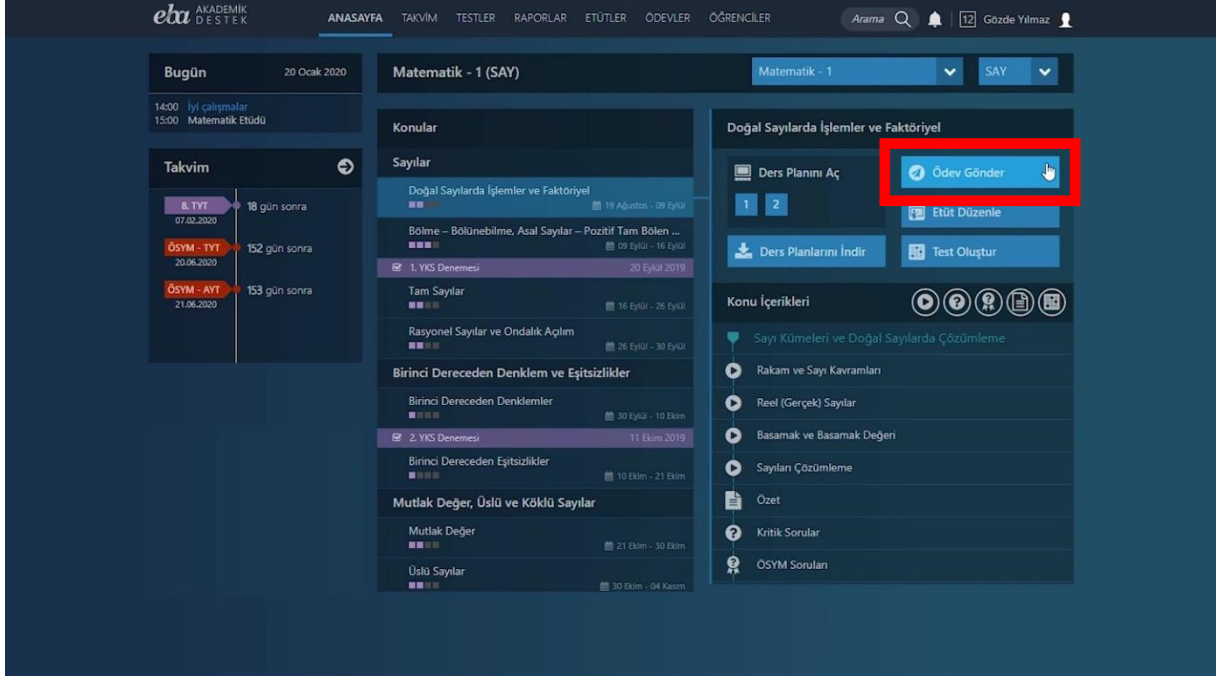 eba AKADEMİK DESTEK
ANASAYFA TAKVİM TESTLER RAPORLAR ETÜTLER ÖDEVLER ÖĞRENCİLER
Arama
12 Gözde Yılmaz
Bugün 20 Ocak 2020
14:00 İyi çalışmalar
15:00 Matematik Etüdü
Takvim
8. TYT 18 gün sonra
07.02.2020
ÖSYM - TYT 152 gün sonra
20.06.2020
ÖSYM - AYT 153 gün sonra
21.06.2020
Matematik - 1 (SAY)
Matematik - 1
SAY
Konular
Sayılar
Doğal Sayılarda İşlemler ve Faktöriyel
19 Ağustos - 09 Eylül
Bölme – Bölünebilme, Asal Sayılar – Pozitif Tam Bölen ...
09 Eylül - 16 Eylül
1. YKS Denemesi 20 Eylül 2019
Tam Sayılar
16 Eylül - 26 Eylül
Rasyonel Sayılar ve Ondalık Açılım
26 Eylül - 30 Eylül
Birinci Dereceden Denklem ve Eşitsizlikler
Birinci Dereceden Denklemler
30 Eylül - 10 Ekim
2. YKS Denemesi 11 Ekim 2019
Birinci Dereceden Eşitsizlikler
10 Ekim - 21 Ekim
Mutlak Değer, Üslü ve Köklü Sayılar
Mutlak Değer
21 Ekim - 30 Ekim
Üslü Sayılar
30 Ekim - 04 Kasım
Doğal Sayılarda İşlemler ve Faktöriyel
Ders Planını Aç
1 2
Ders Planlarını İndir
Ödev Gönder
Etüt Düzenle
Test Oluştur
Konu İçerikleri
Sayı Kümeleri ve Doğal Sayılarda Çözümleme
Rakam ve Sayı Kavramları
Reel (Gerçek) Sayılar
Basamak ve Basamak Değeri
Sayıları Çözümleme
Özet
Kritik Sorular
ÖSYM Soruları